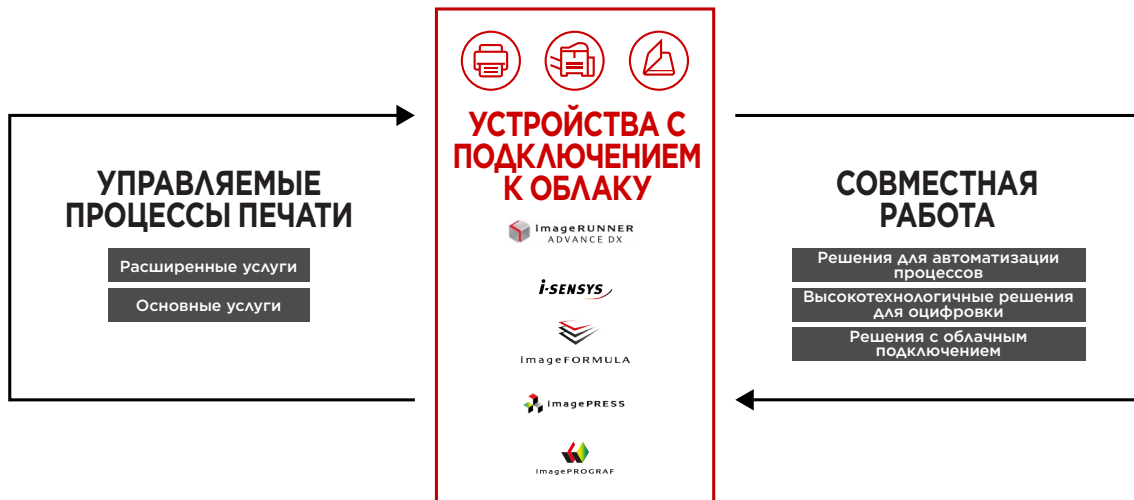 УПРАВЛЯЕМЫЕ
ПРОЦЕССЫ ПЕЧАТИ
Расширенные услуги
Основные услуги
УСТРОЙСТВА С
ПОДКЛЮЧЕНИЕМ
К ОБЛАКУ
imageRUNNER
ADVANCE DX
i-SENSYS
imageFORMULA
imagePRESS
imagePROGRAF
СОВМЕСТНАЯ
РАБОТА
Решения для автоматизации
процессов
Высокотехнологичные решения
для оцифровки
Решения с облачным
подключением